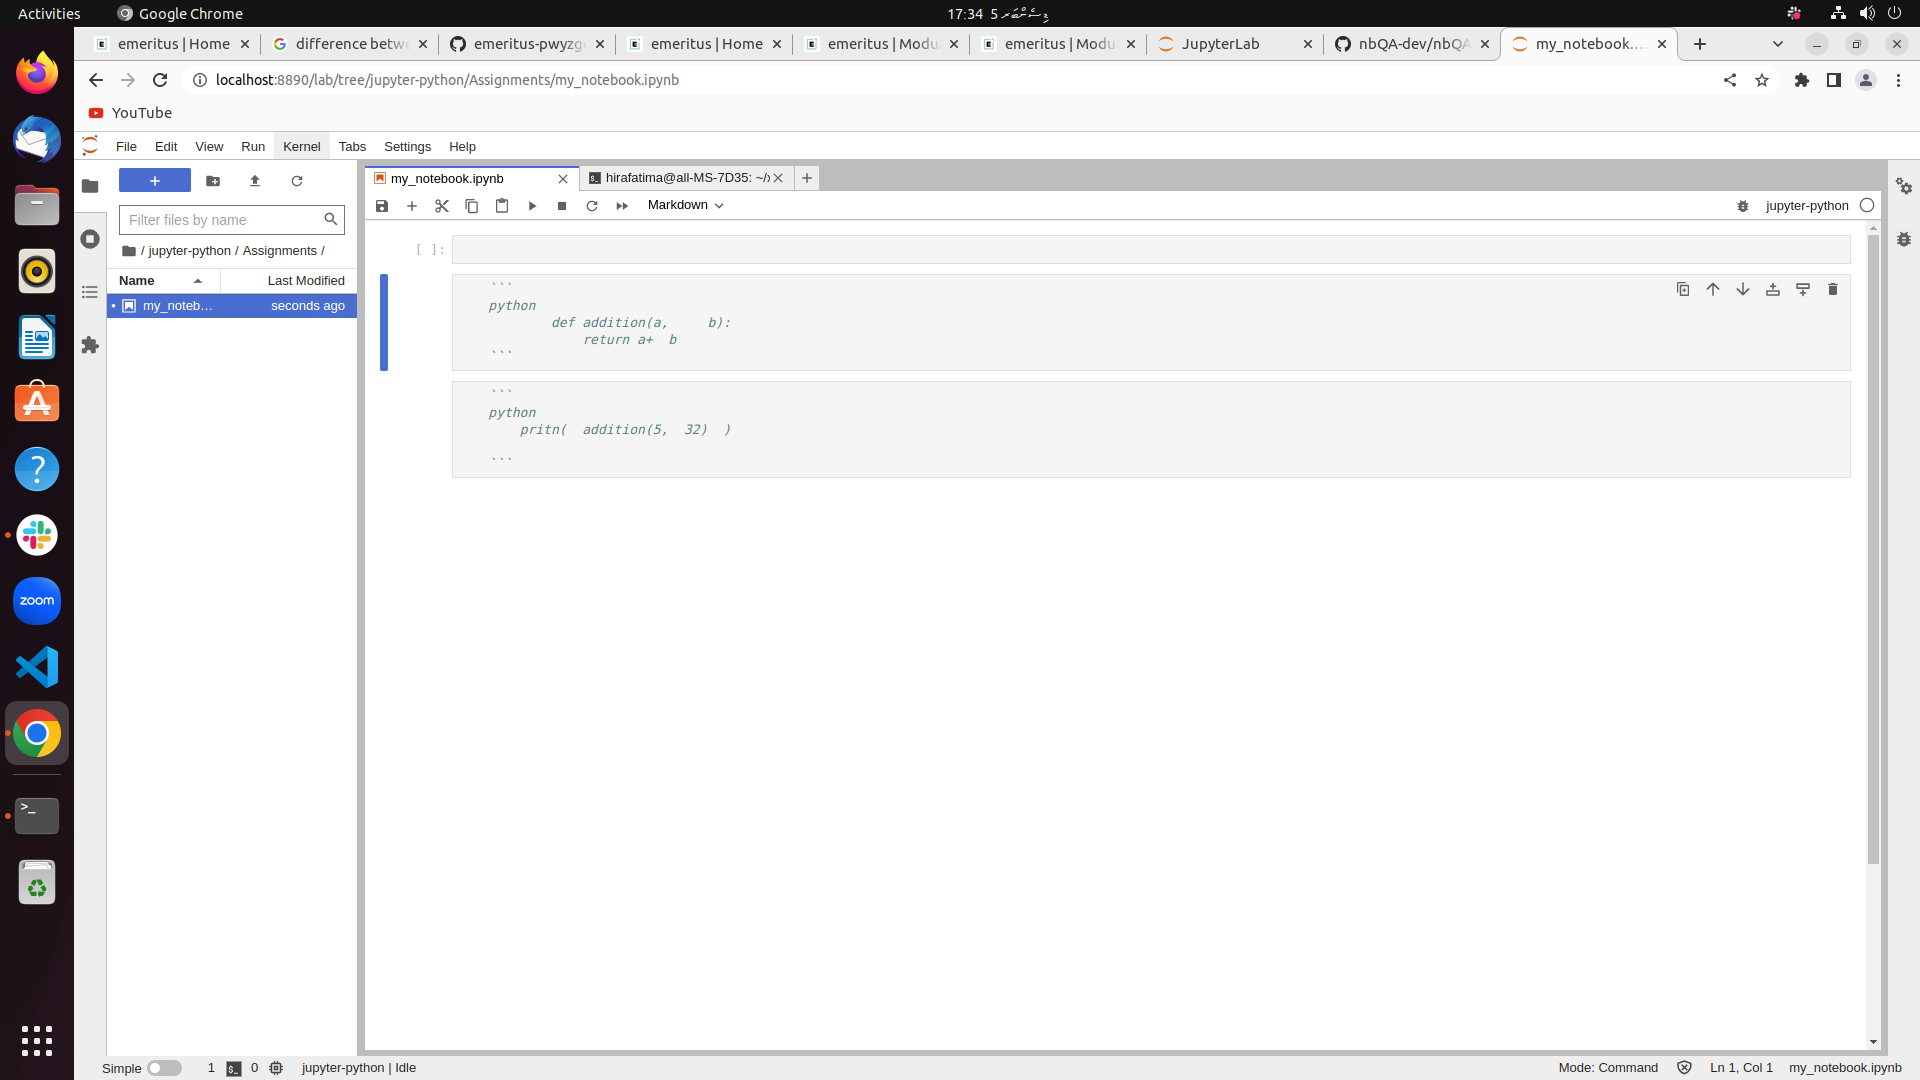 Activities
Google Chrome
17:34 5 ޑިސެންބަރ
emeritus | Home
difference betwe
emeritus-pwyzg
emeritus | Home
emeritus | Modu
emeritus | Modu
JupyterLab
nbQA-dev/nbQA
my_notebook...
localhost:8890/lab/tree/jupyter-python/Assignments/my_notebook.ipynb
YouTube
File Edit View Run Kernel Tabs Settings Help
my_notebook.ipynb
hirafatima@all-MS-7D35: ~/
Markdown
jupyter-python
Filter files by name
/ jupyter-python / Assignments /
Name
Last Modified
my_noteb...
seconds ago
[ ]:
```
python
def addition(a,     b):
return a+  b
```
```
python
pritn(  addition(5,  32)  )
```
zoom
Simple
1
0
jupyter-python | Idle
Mode: Command
Ln 1, Col 1
my_notebook.ipynb